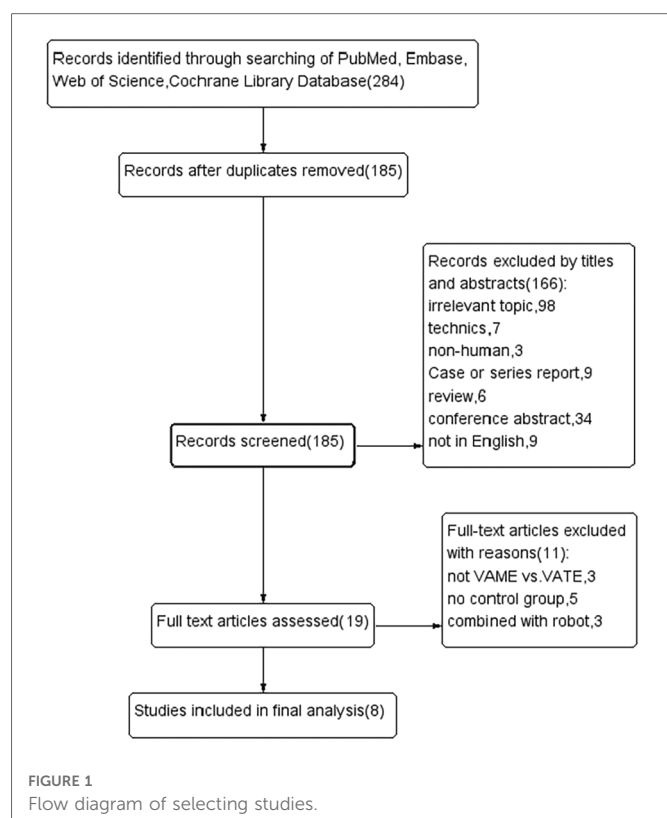 Records identified through searching of PubMed, Embase,
Web of Science,Cochrane Library Database(284)
Records after duplicates removed(185)
Records excluded by titles
and abstracts(166):
irrelevant topic,98
technics,7
non-human,3
Case or series report,9
review,6
conference abstract,34
not in English,9
Records screened(185)
Full-text articles excluded
with reasons(11):
not VAME vs.VATE,3
no control group,5
combined with robot,3
Full text articles assessed(19)
Studies included in final analysis(8)
FIGURE 1
Flow diagram of selecting studies.